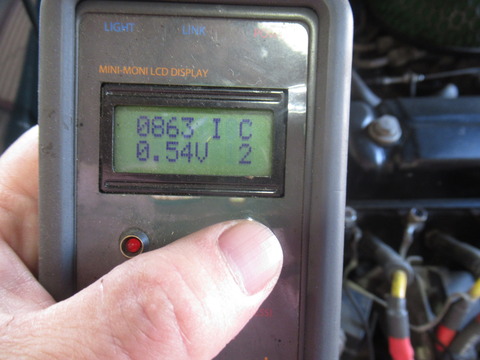 LIGHT LINK
MINI-MONI LCD DISPLAY
0863 I C
0.54V 2